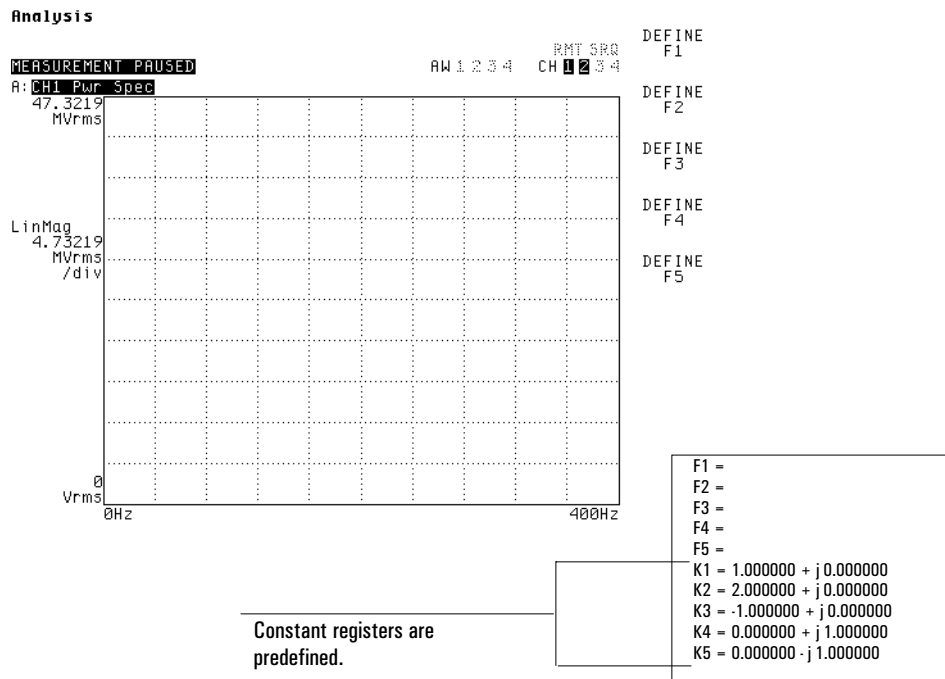 Analysis
MEASUREMENT PAUSED
RMT SRQ
AW 1 2 3 4 CH 1 2 3 4
A: CH1 Pwr Spec
47.3219
MVrms
LinMag
4.73219
MVrms
/div
0
Vrms
0Hz
400Hz
DEFINE
F1
DEFINE
F2
DEFINE
F3
DEFINE
F4
DEFINE
F5
F1 =
F2 =
F3 =
F4 =
F5 =
K1 = 1.000000 + j 0.000000
K2 = 2.000000 + j 0.000000
K3 = -1.000000 + j 0.000000
K4 = 0.000000 + j 1.000000
K5 = 0.000000 - j 1.000000
Constant registers are
predefined.